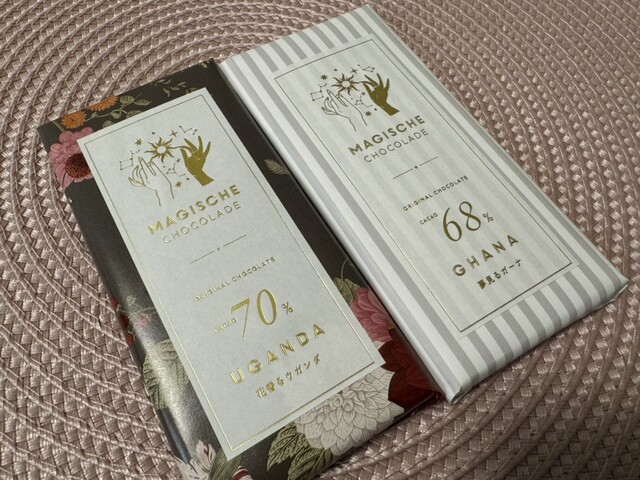 MAGISCHE
CHOCOLADE
ORIGINAL CHOCOLATE
CACAO 70%
UGANDA
花香るウガンダ
MAGISCHE
CHOCOLADE
ORIGINAL CHOCOLATE
CACAO 68%
GHANA
夢見るガーナ